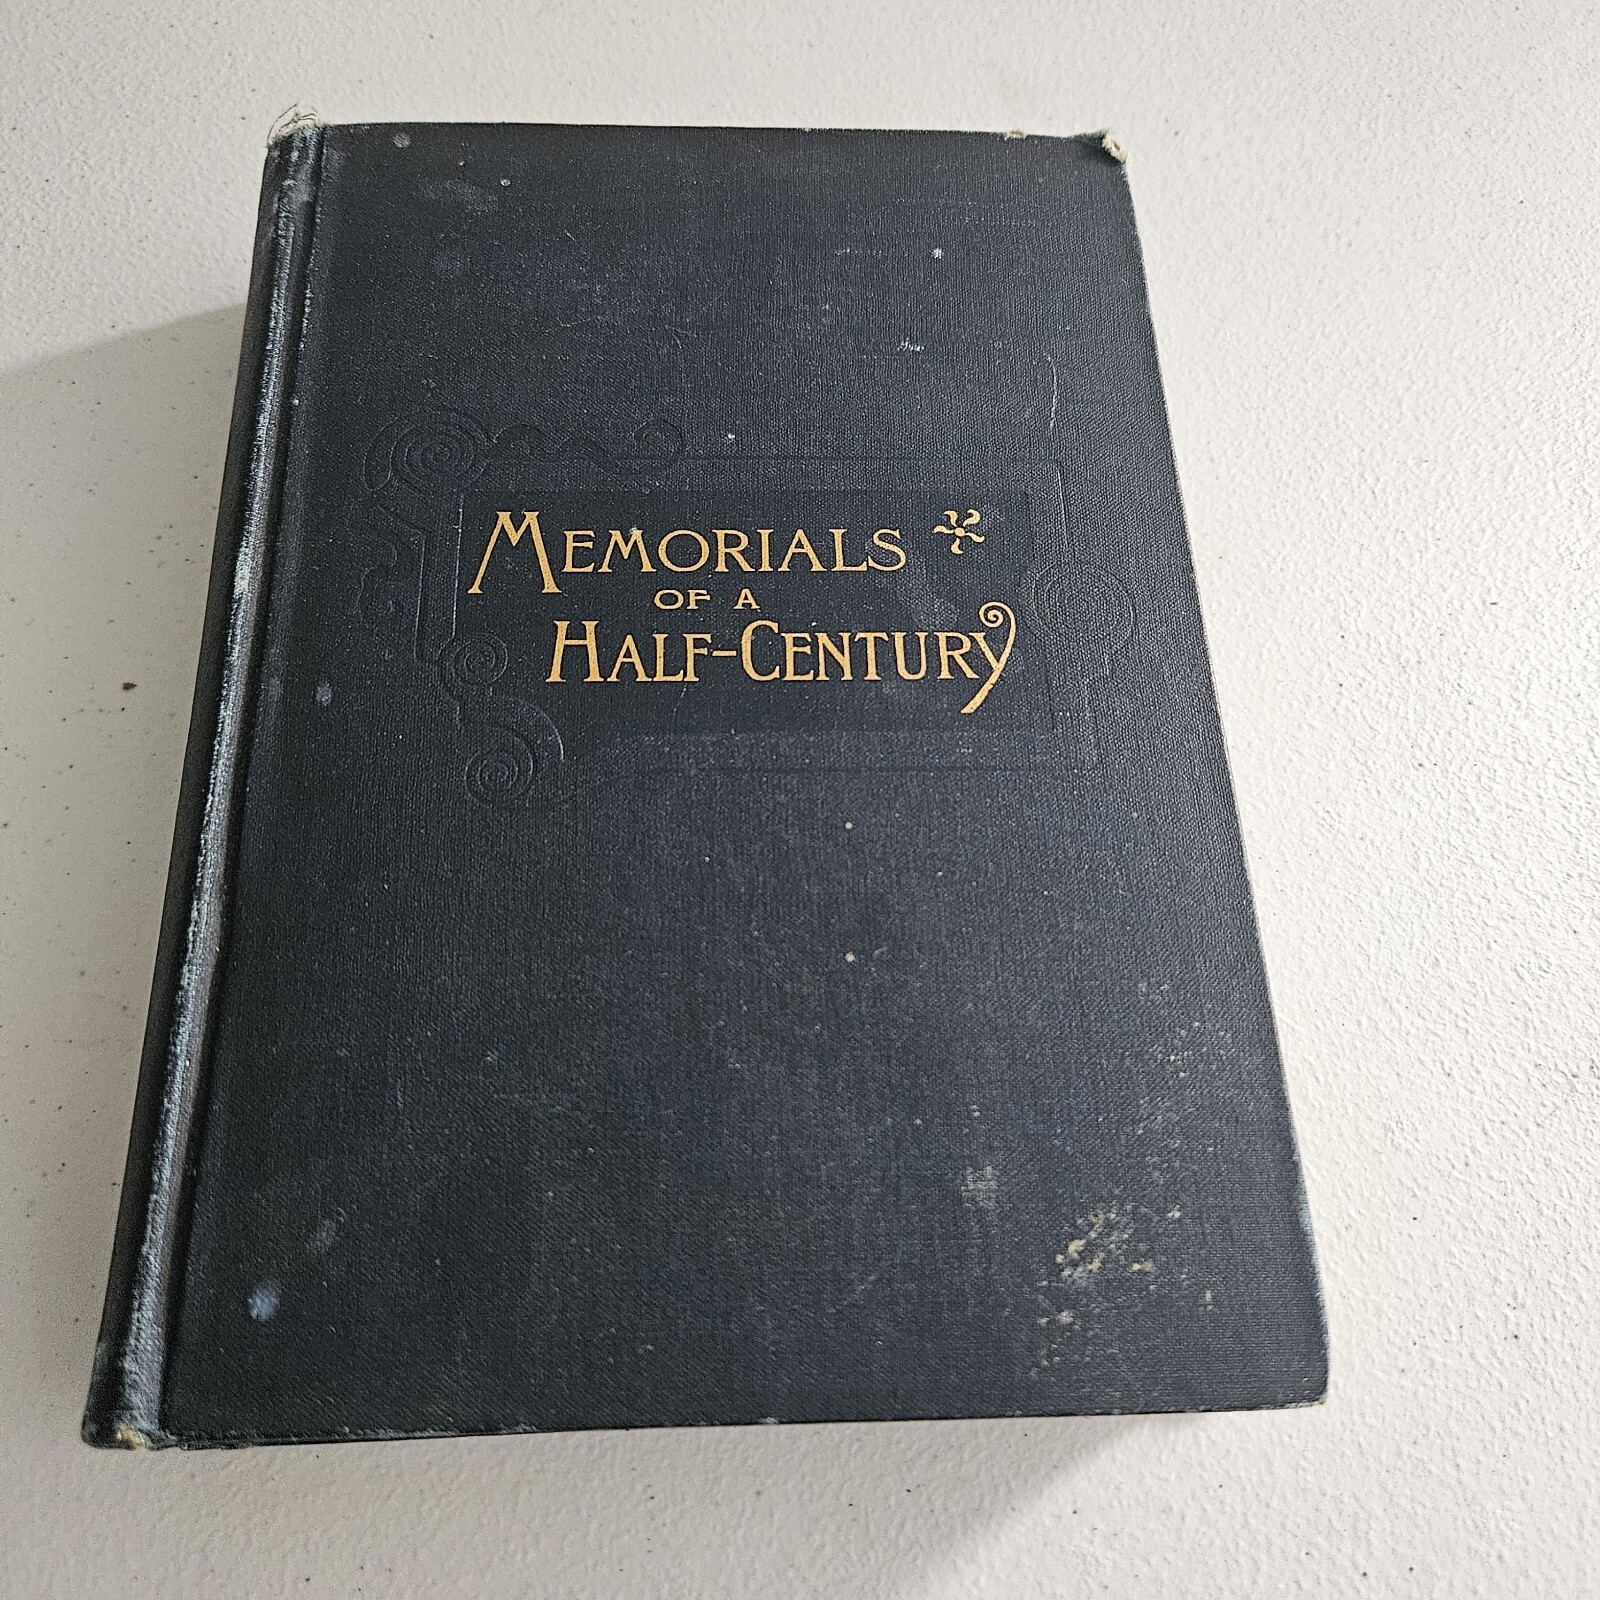 MEMORIALS
OF A
HALF-CENTURY